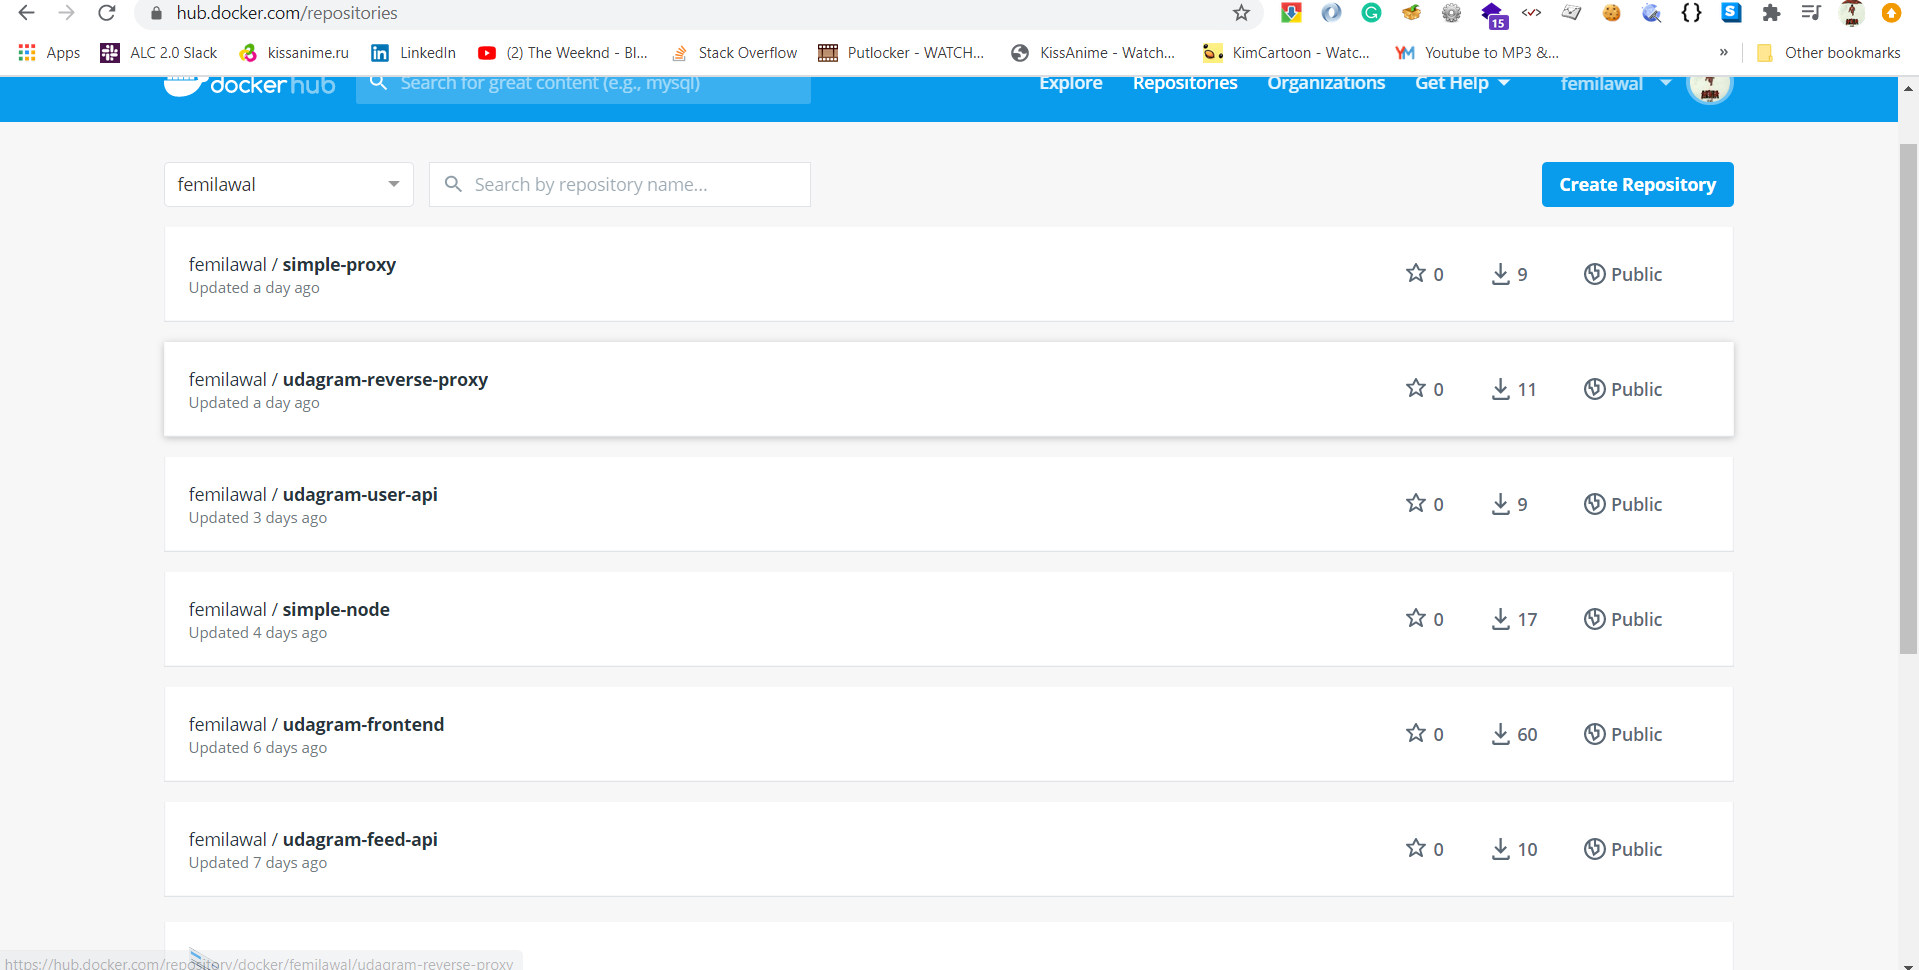 hub.docker.com/repositories
15
Apps ALC 2.0 Slack kissanime.ru LinkedIn (2) The Weeknd - Bl... Stack Overflow Putlocker - WATCH... KissAnime - Watch... KimCartoon - Watc... YM Youtube to MP3 &... » Other bookmarks
docker hub Search for great content (e.g., mysql) Explore Repositories Organizations Get Help femilawal
femilawal Search by repository name... Create Repository
femilawal / simple-proxy
Updated a day ago
0 9 Public
femilawal / udagram-reverse-proxy
Updated a day ago
0 11 Public
femilawal / udagram-user-api
Updated 3 days ago
0 9 Public
femilawal / simple-node
Updated 4 days ago
0 17 Public
femilawal / udagram-frontend
Updated 6 days ago
0 60 Public
femilawal / udagram-feed-api
Updated 7 days ago
0 10 Public
https://hub.docker.com/repository/docker/femilawal/udagram-reverse-proxy